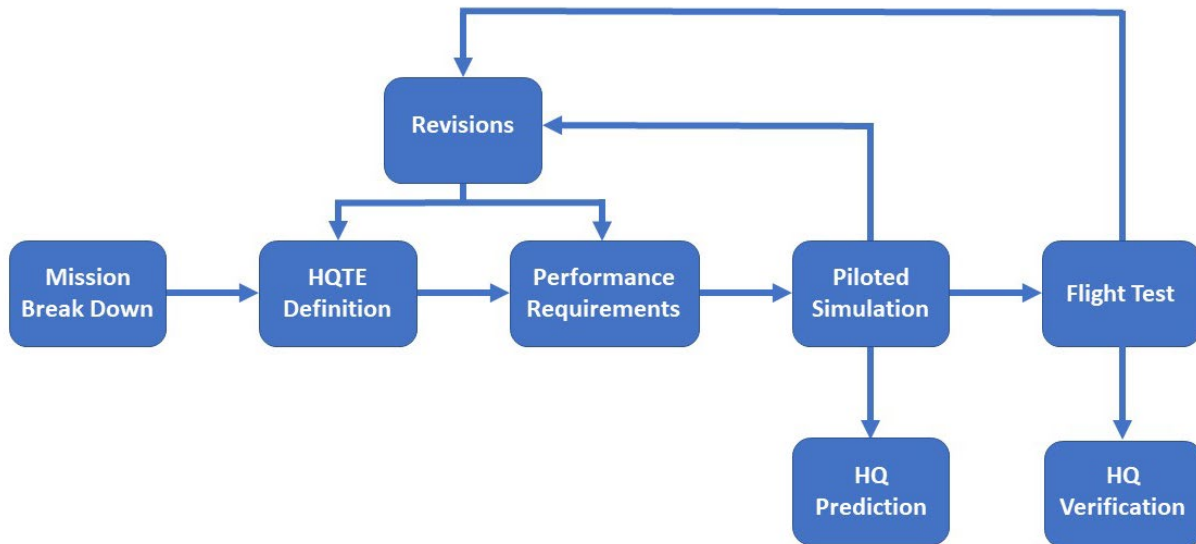 Revisions
Mission
Break Down
HQTE
Definition
Performance
Requirements
Piloted
Simulation
Flight Test
HQ
Prediction
HQ
Verification